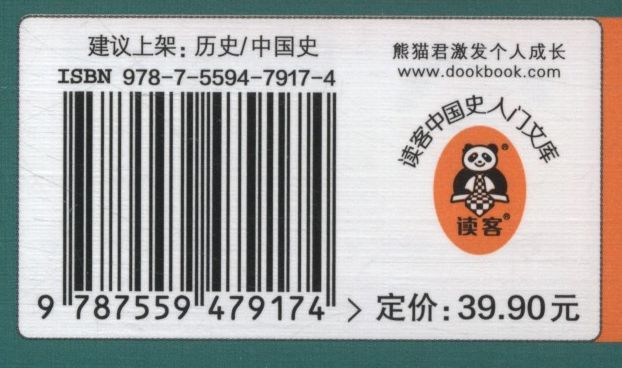 建议上架：历史/中国史
ISBN 978-7-5594-7917-4
9 787559 479174 >
熊猫君激发个人成长
www.dookbook.com
读客中国史入门文库
®
读客®
定价：39.90元